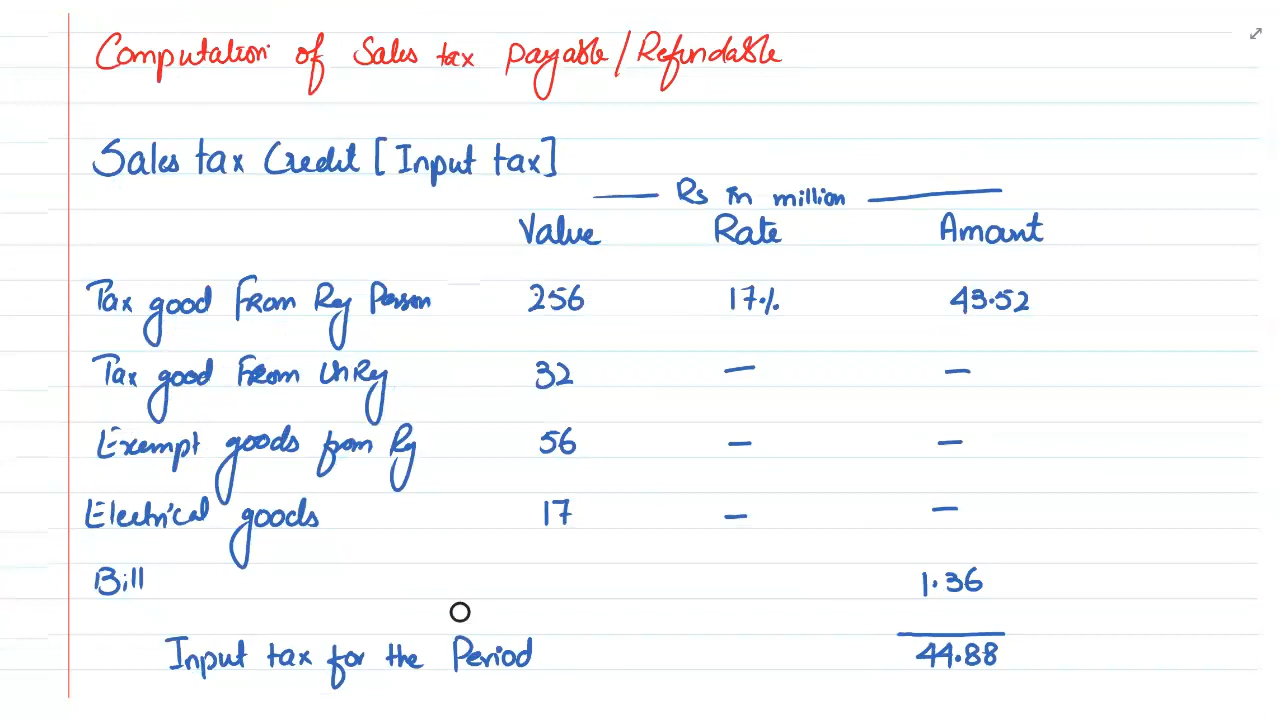 Computation of Sales tax Payable/Refundable
Sales tax Credit [Input tax]
Rs in million
Value Rate Amount
Tax good From Reg Person 256 17% 43.52
Tax good From UnReg 32 — —
Exempt goods from Reg 56 — —
Electrical goods 17 — —
Bill 1.36
Input tax for the Period 44.88